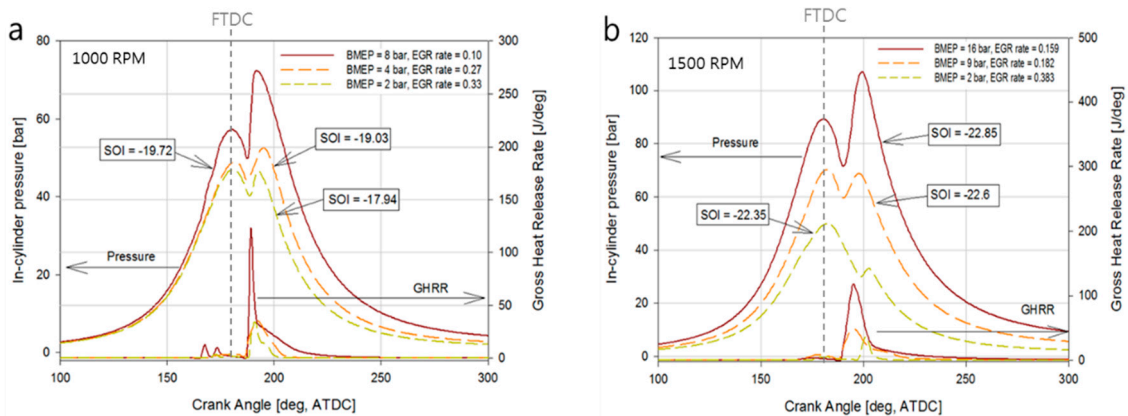 FTDC
a
1000 RPM
BMEP = 8 bar, EGR rate = 0.10
BMEP = 4 bar, EGR rate = 0.27
BMEP = 2 bar, EGR rate = 0.33
SOI = -19.72
SOI = -19.03
SOI = -17.94
Pressure
GHRR
In-cylinder pressure [bar]
80
60
40
20
0
Gross Heat Release Rate [J/deg]
300
250
200
150
100
50
0
100 150 200 250 300
Crank Angle [deg, ATDC]
FTDC
b
1500 RPM
BMEP = 16 bar, EGR rate = 0.159
BMEP = 9 bar, EGR rate = 0.182
BMEP = 2 bar, EGR rate = 0.383
SOI = -22.85
SOI = -22.6
SOI = -22.35
Pressure
GHRR
In-cylinder pressure [bar]
120
100
80
60
40
20
0
Gross Heat Release Rate [J/deg]
500
400
300
200
100
0
100 150 200 250 300
Crank Angle [deg, ATDC]